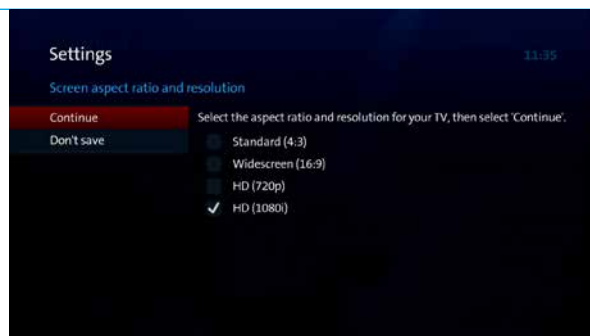 Settings
11:35
Screen aspect ratio and resolution
Continue
Select the aspect ratio and resolution for your TV, then select 'Continue'.
Don't save
Standard (4:3)
Widescreen (16:9)
HD (720p)
HD (1080i)